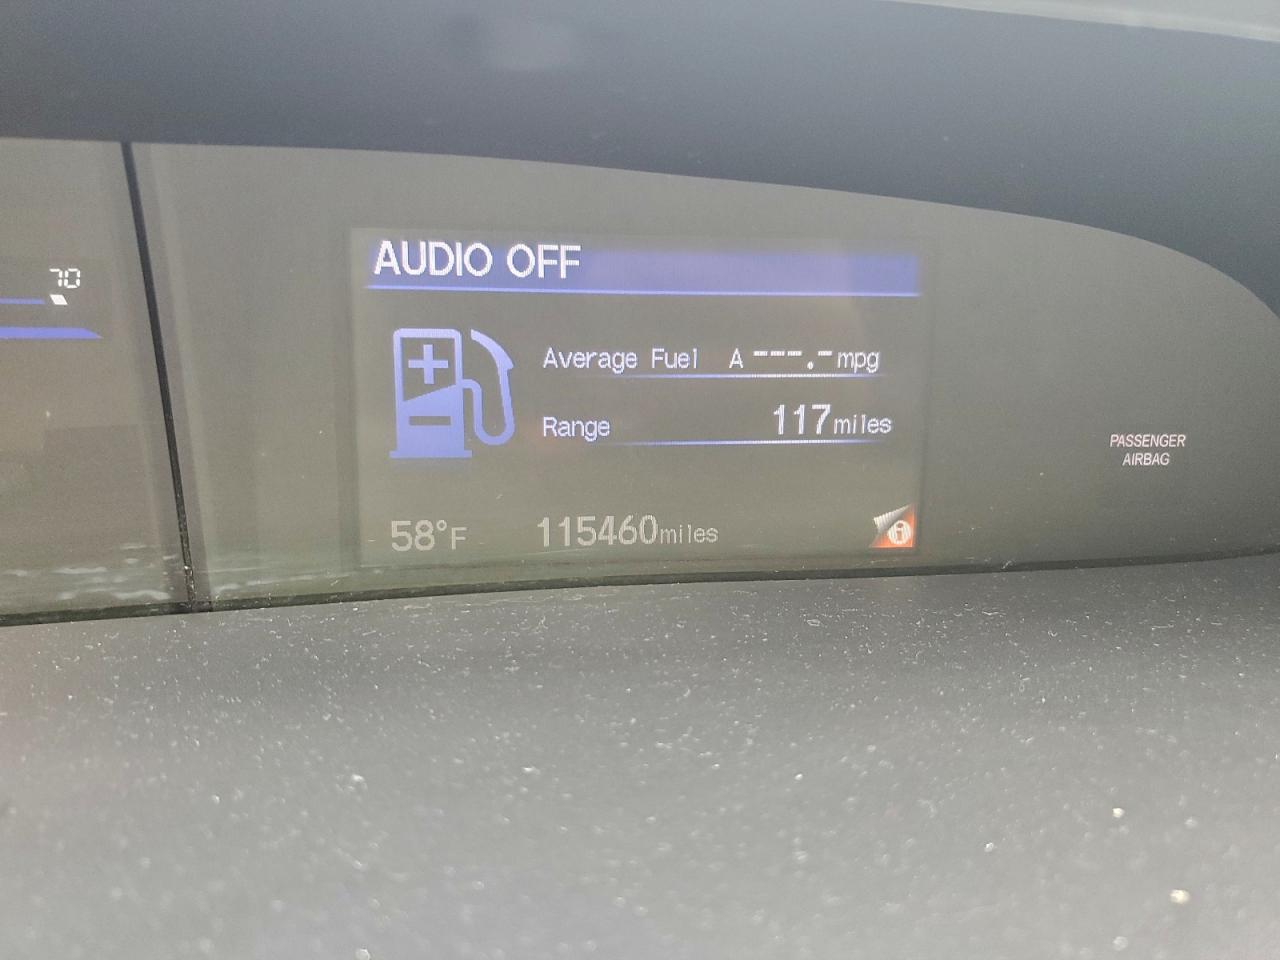 70
AUDIO OFF
Average Fuel A ---.- mpg
Range 117 miles
58°F 115460 miles
PASSENGER
AIRBAG